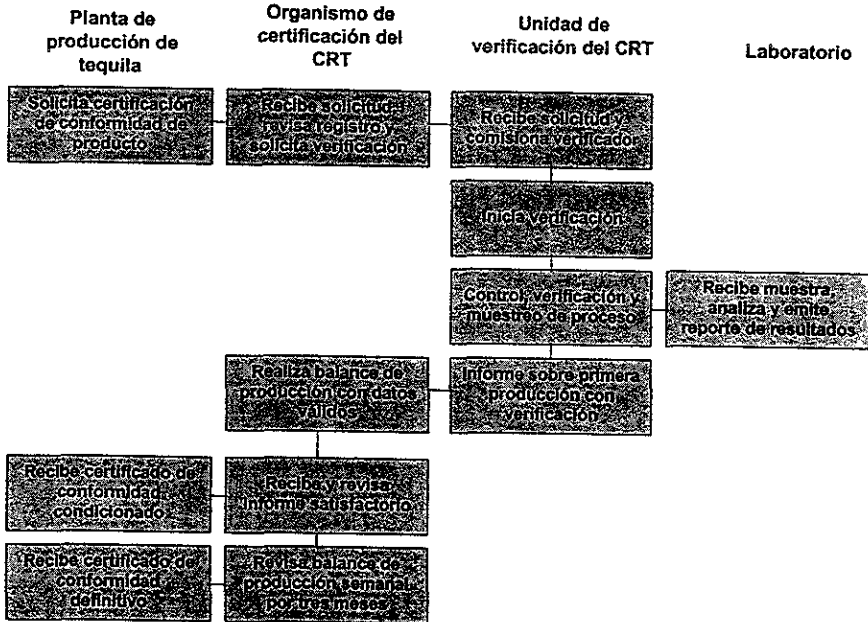 Planta de
producción de
tequila
Organismo de
certificación del
CRT
Unidad de
verificación del CRT
Laboratorio
Solicita certificación
de conformidad de
producto
Recibe solicitud
revisa registro y
solicita verificación
Recibe solicitud y
comisiona verificador
Inicia verificación
Control, verificación y
muestreo de proceso
Recibe muestra,
analiza y emite
reporte de resultados
Realiza balance de
producción con datos
válidos
Informe sobre primera
producción con
verificación
Recibe certificado de
conformidad
condicionado
Recibe y revisa
informe satisfactorio
Recibe certificado de
conformidad
definitivo
Revisa balance de
producción semanal
por tres meses